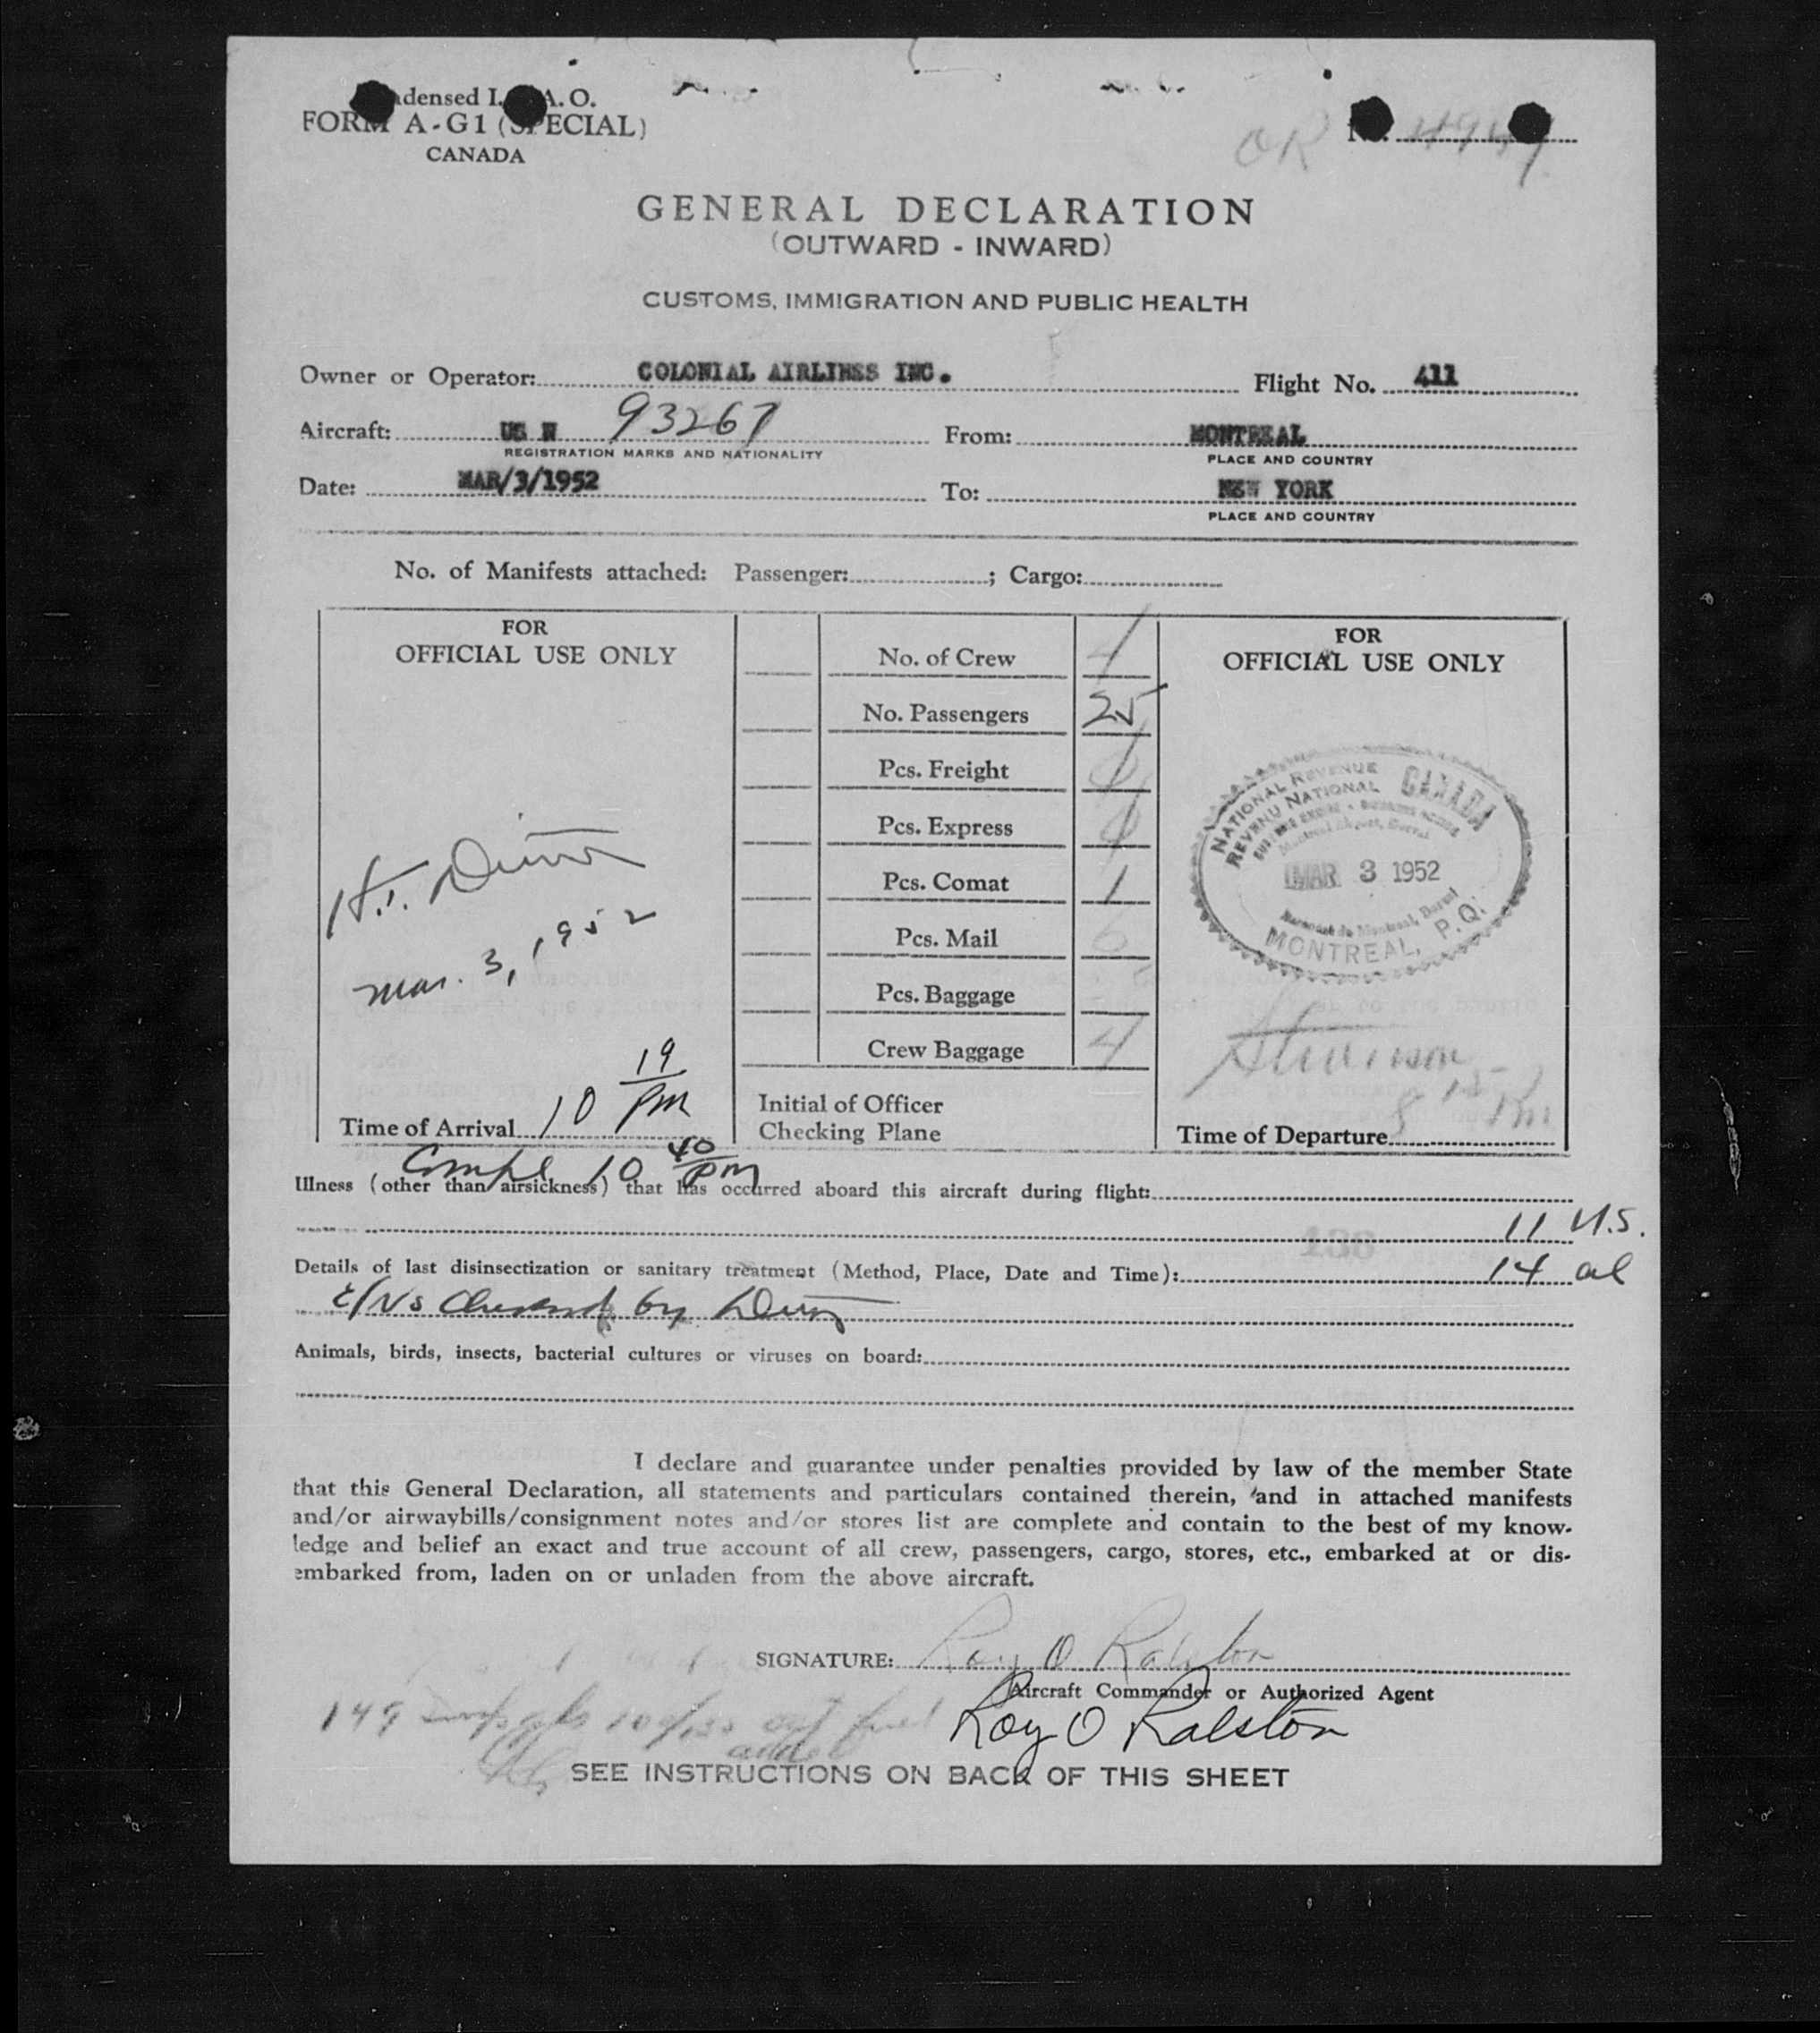 densed I. A. O.
FORM A-G1 (SPECIAL)
CANADA
OK No.
GENERAL DECLARATION
(OUTWARD - INWARD)
CUSTOMS, IMMIGRATION AND PUBLIC HEALTH
Owner or Operator: COLONIAL AIRLINES INC. Flight No. 411
Aircraft: US N 93267 From: MONTREAL
REGISTRATION MARKS AND NATIONALITY PLACE AND COUNTRY
Date: MAR/3/1952 To: NEW YORK
PLACE AND COUNTRY
No. of Manifests attached: Passenger: ; Cargo:
FOR
OFFICIAL USE ONLY
Mar. 3, 1952
Time of Arrival 10 19 PM
No. of Crew 4
No. Passengers 25
Pcs. Freight
Pcs. Express
Pcs. Comat 1
Pcs. Mail 6
Pcs. Baggage
Crew Baggage 4
Initial of Officer
Checking Plane
FOR
OFFICIAL USE ONLY
NATIONAL REVENUE CANADA
REVENU NATIONAL
MAR 3 1952
MONTREAL, P.Q.
Time of Departure 8 15 PM
Compl 10 40 PM
Illness (other than airsickness) that has occurred aboard this aircraft during flight:
11 U.S.
Details of last disinsectization or sanitary treatment (Method, Place, Date and Time): 14 al
by
Animals, birds, insects, bacterial cultures or viruses on board:
I declare and guarantee under penalties provided by law of the member State
that this General Declaration, all statements and particulars contained therein, and in attached manifests
and/or airwaybills/consignment notes and/or stores list are complete and contain to the best of my know-
ledge and belief an exact and true account of all crew, passengers, cargo, stores, etc., embarked at or dis-
embarked from, laden on or unladen from the above aircraft.
SIGNATURE: Roy O Ralston
Aircraft Commander or Authorized Agent
Roy O Ralston
149 gals fuel
added
SEE INSTRUCTIONS ON BACK OF THIS SHEET